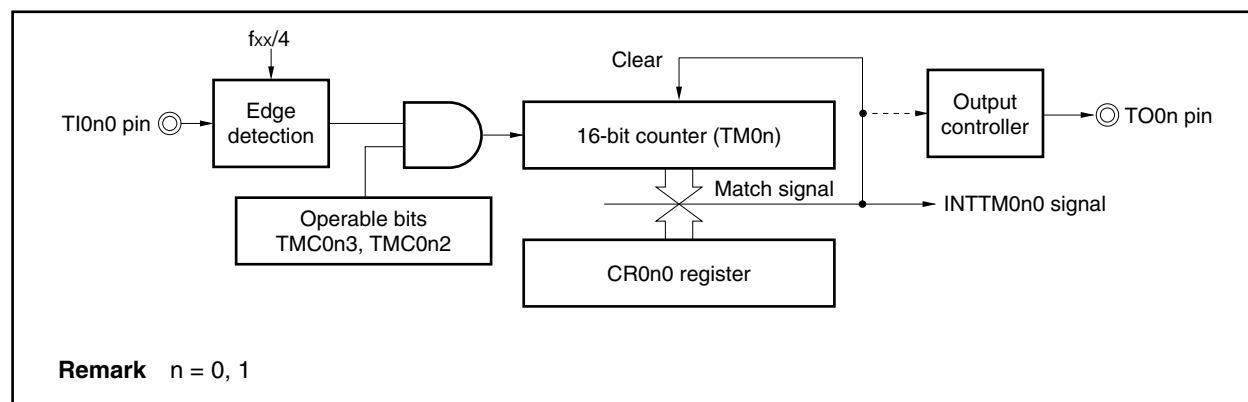 fxx/4
Clear
TI0n0 pin
Edge
detection
16-bit counter (TM0n)
Output
controller
TO0n pin
Match signal
Operable bits
TMC0n3, TMC0n2
INTTM0n0 signal
CR0n0 register
Remark n = 0, 1